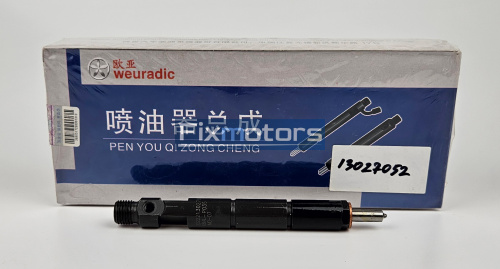 欧亚
weuradic
喷油器总成
Fixmotors
PEN YOU QI ZONG CHENG
13027052